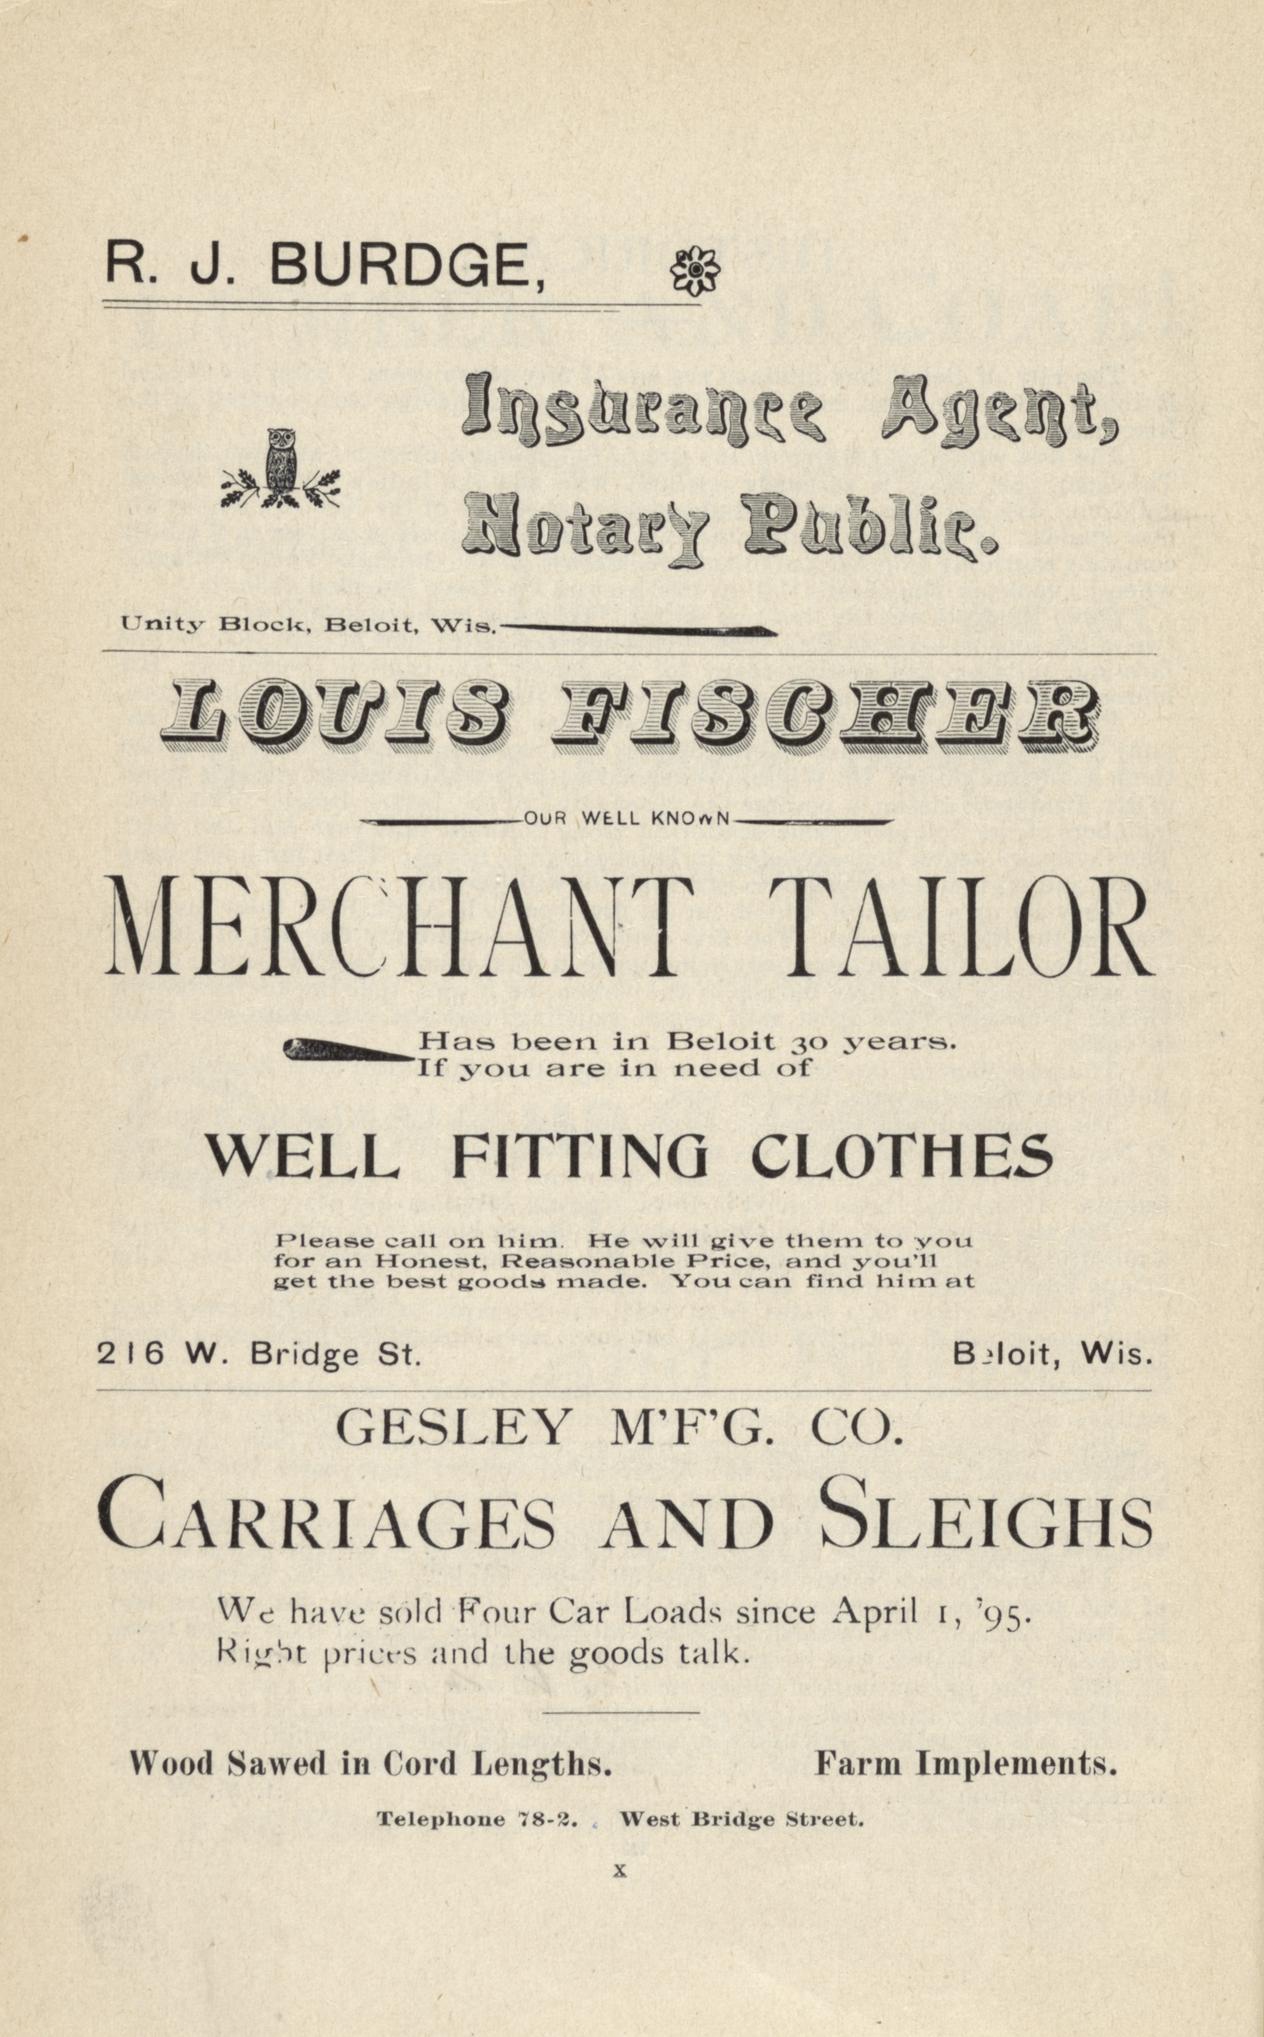 R. J. BURDGE,
Insurance Agent,
Notary Public.
Unity Block, Beloit, Wis.
LOUIS FISCHER
OUR WELL KNOWN
MERCHANT TAILOR
Has been in Beloit 30 years.
If you are in need of
WELL FITTING CLOTHES
Please call on him. He will give them to you
for an Honest, Reasonable Price, and you'll
get the best goods made. You can find him at
216 W. Bridge St. Beloit, Wis.
GESLEY M'F'G. CO.
CARRIAGES AND SLEIGHS
We have sold Four Car Loads since April 1, '95.
Right prices and the goods talk.
Wood Sawed in Cord Lengths. Farm Implements.
Telephone 78-2. West Bridge Street.
x